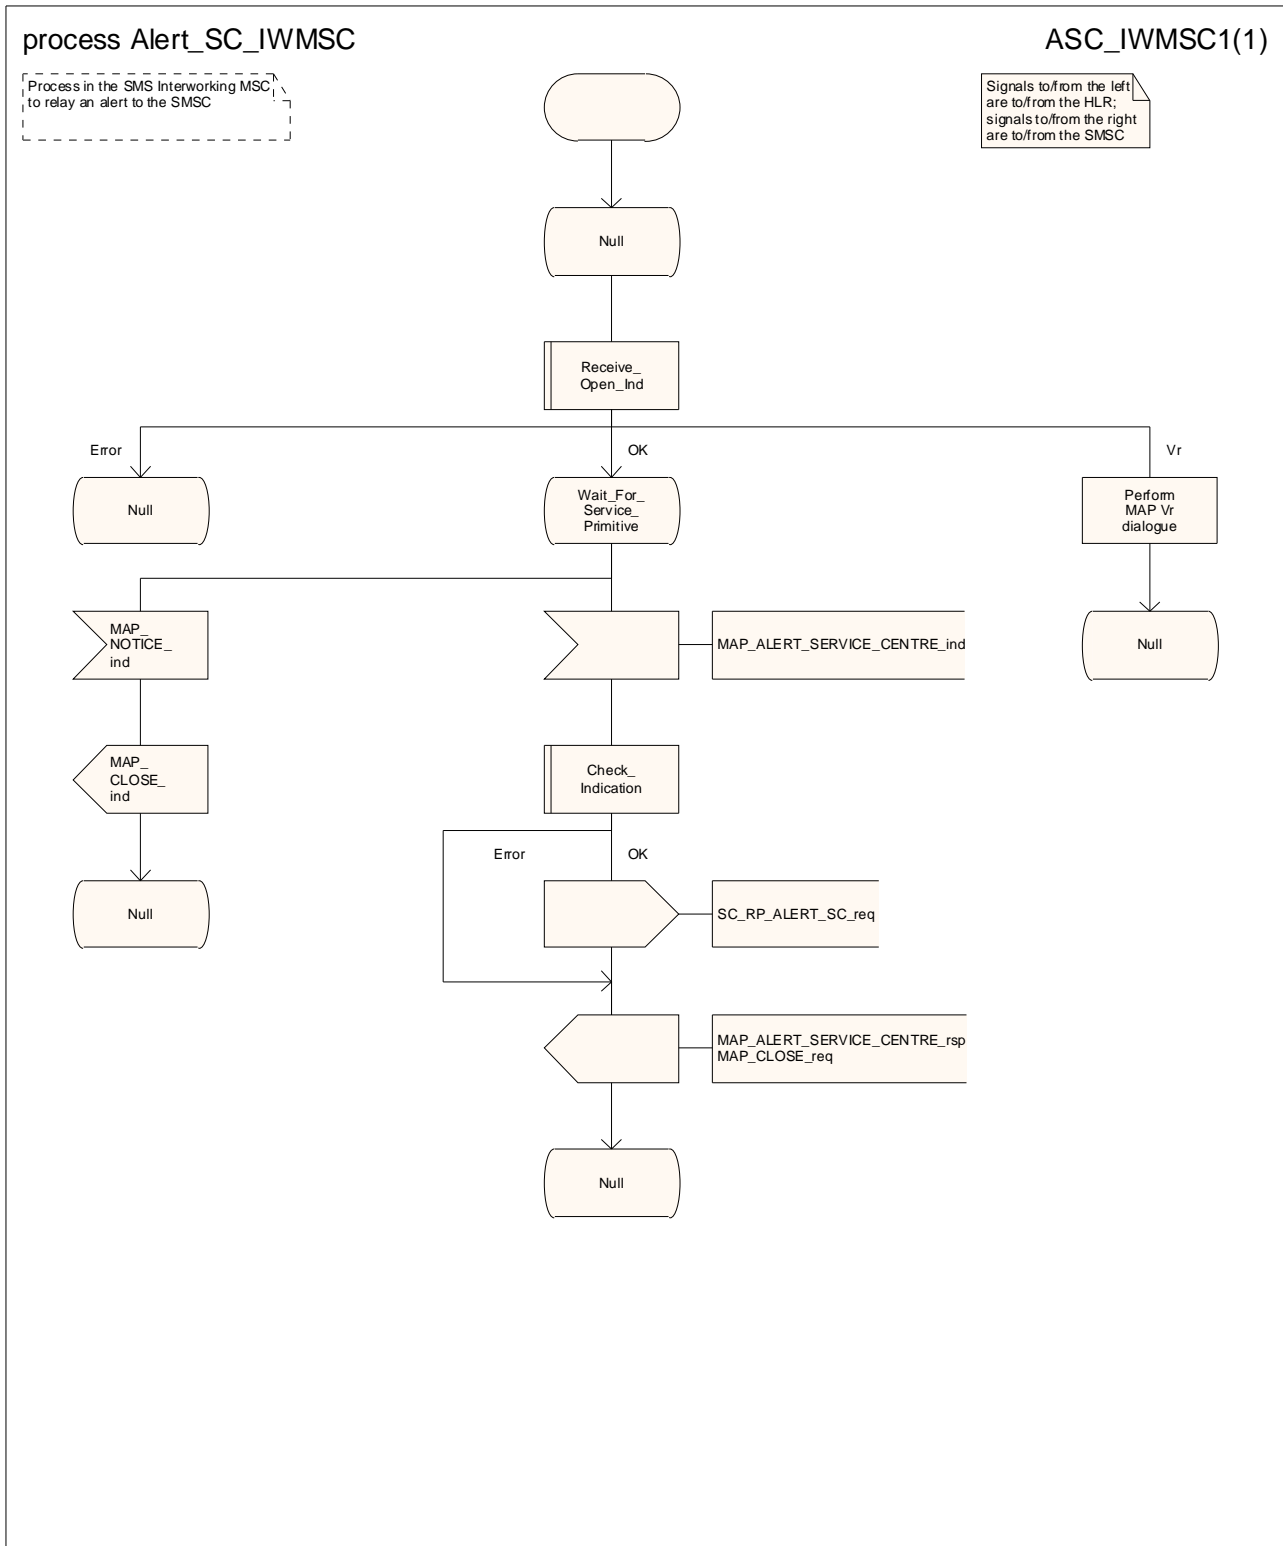 process Alert_SC_IWMSC
ASC_IWMSC1(1)
Process in the SMS Interworking MSC
to relay an alert to the SMSC
Signals to/from the left
are to/from the HLR;
signals to/from the right
are to/from the SMSC
Null
Receive_
Open_Ind
Error
OK
Vr
Null
Wait_For_
Service_
Primitive
Perform
MAP Vr
dialogue
MAP_
NOTICE_
ind
MAP_ALERT_SERVICE_CENTRE_ind
Null
MAP_
CLOSE_
ind
Check_
Indication
Error
OK
Null
SC_RP_ALERT_SC_req
MAP_ALERT_SERVICE_CENTRE_rsp
MAP_CLOSE_req
Null